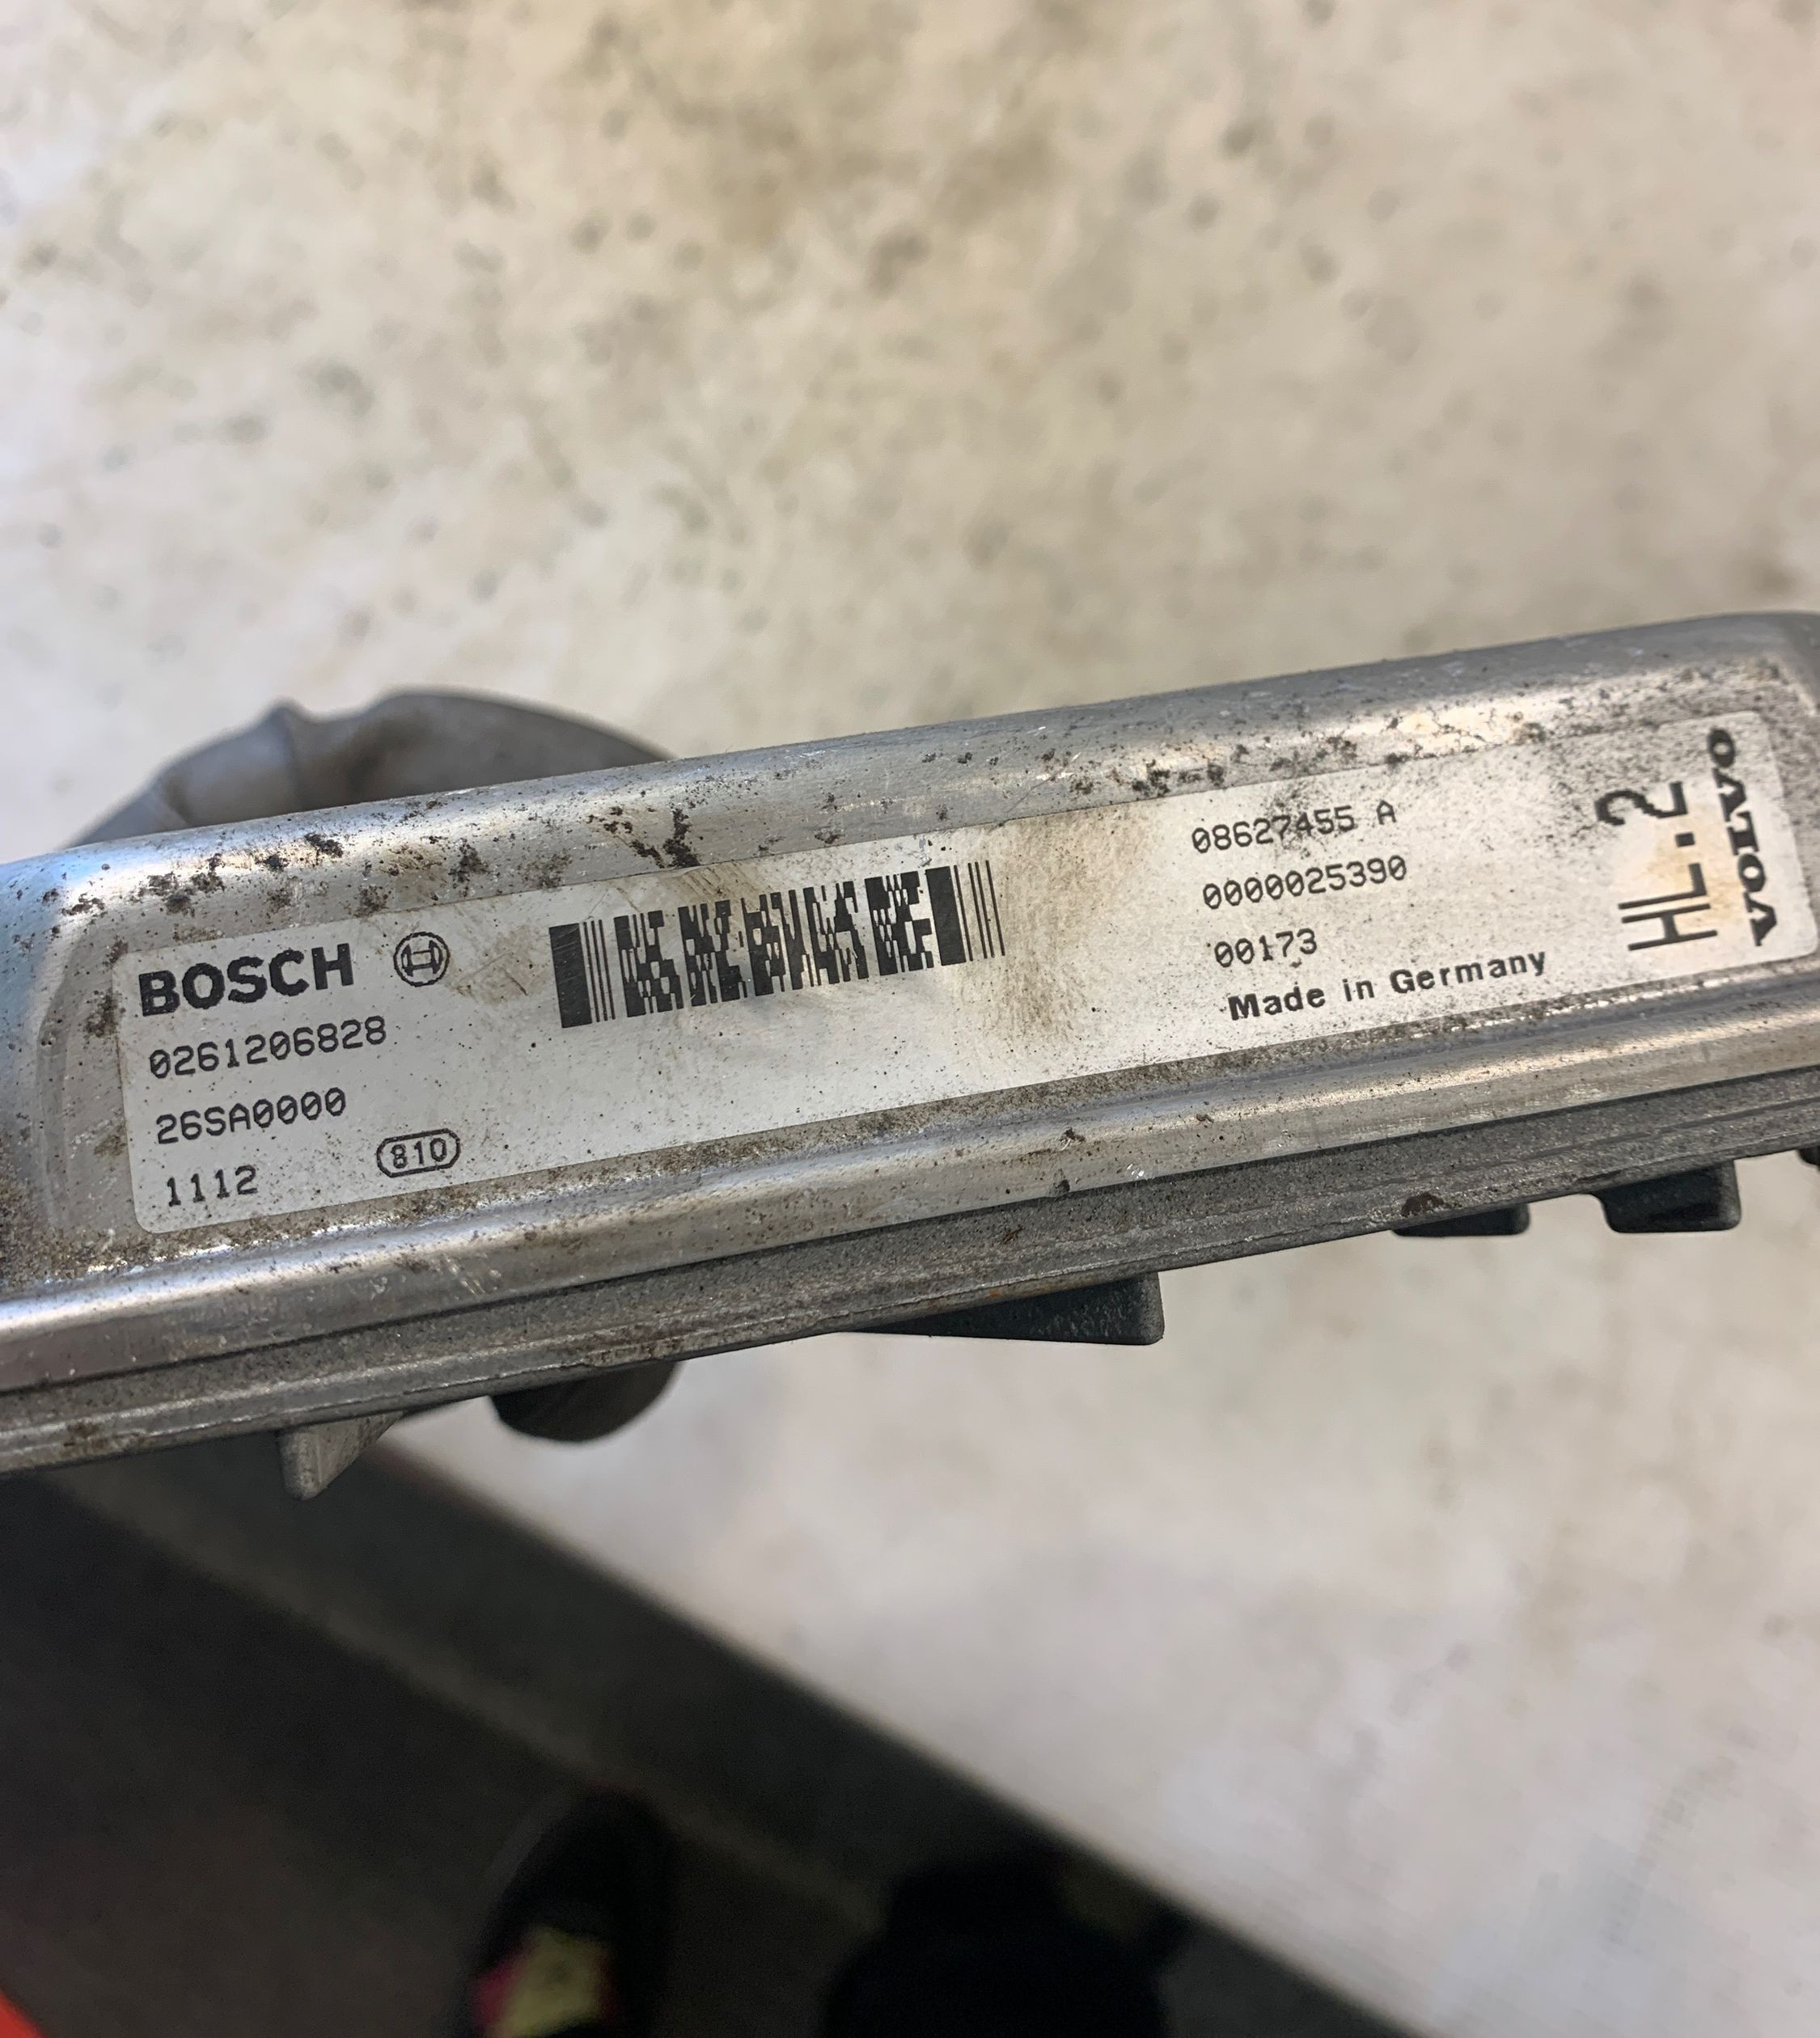 BOSCH
0261206828
26SA0000
1112 810
08627455 A
0000025390
00173
Made in Germany
HL.2
VOLVO